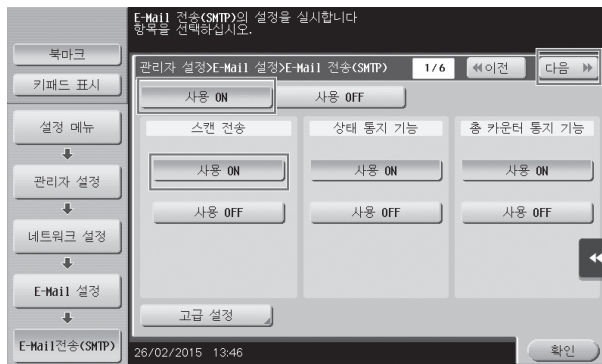 E-Mail 전송(SMTP)의 설정을 실시합니다
항목을 선택하십시오.
북마크
키패드 표시
설정 메뉴
관리자 설정
네트워크 설정
E-Mail 설정
E-Mail전송(SMTP)
관리자 설정>E-Mail 설정>E-Mail 전송(SMTP) 1/6 이전 다음
사용 ON 사용 OFF
스캔 전송 상태 통지 기능 총 카운터 통지 기능
사용 ON 사용 ON 사용 ON
사용 OFF 사용 OFF 사용 OFF
고급 설정
26/02/2015 13:46 확인